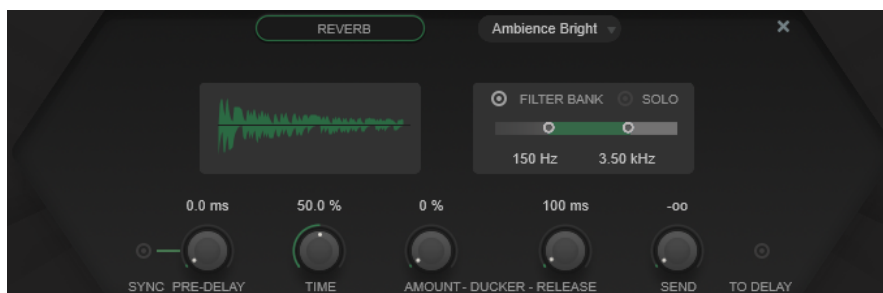 REVERB
Ambience Bright
FILTER BANK SOLO
150 Hz 3.50 kHz
0.0 ms 50.0 % 0 % 100 ms -oo
SYNC PRE-DELAY TIME AMOUNT - DUCKER - RELEASE SEND TO DELAY